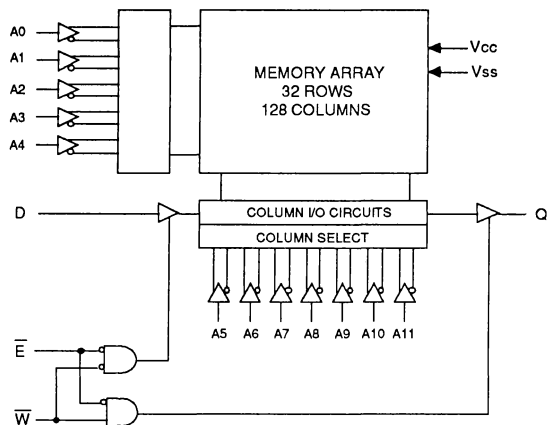 A0
A1
A2
A3
A4
MEMORY ARRAY
32 ROWS
128 COLUMNS
Vcc
Vss
D
COLUMN I/O CIRCUITS
COLUMN SELECT
Q
A5 A6 A7 A8 A9 A10 A11
E
W